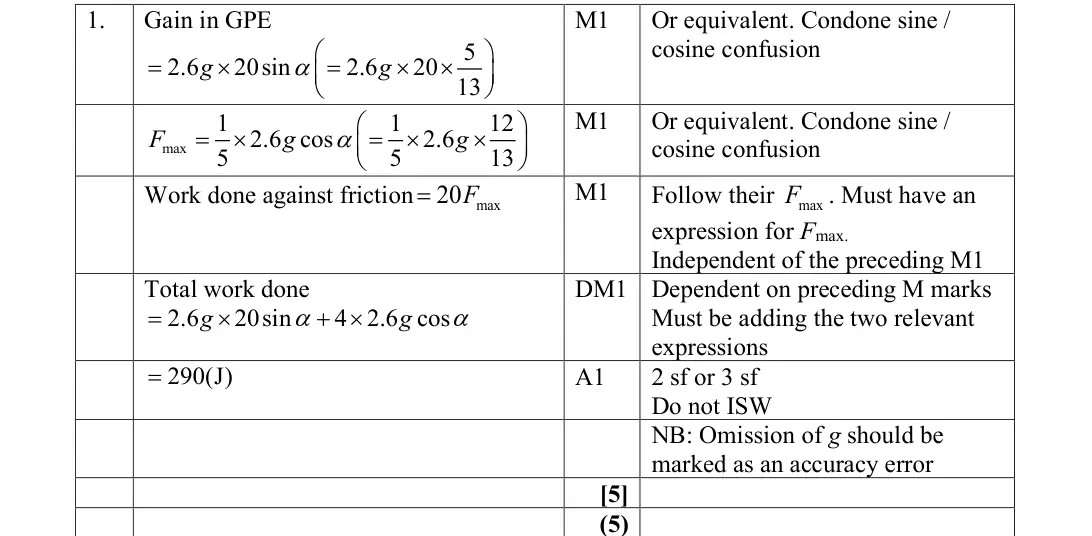 1. Gain in GPE M1 Or equivalent. Condone sine /
cosine confusion
= 2.6g × 20 sin α ( = 2.6g × 20 × 5/13 )
F max = 1/5 × 2.6g cos α ( = 1/5 × 2.6g × 12/13 ) M1 Or equivalent. Condone sine /
cosine confusion
Work done against friction = 20F max M1 Follow their F max . Must have an
expression for F max.
Independent of the preceding M1
Total work done DM1 Dependent on preceding M marks
= 2.6g × 20 sin α + 4 × 2.6g cos α Must be adding the two relevant
expressions
= 290(J) A1 2 sf or 3 sf
Do not ISW
NB: Omission of g should be
marked as an accuracy error
[5]
(5)